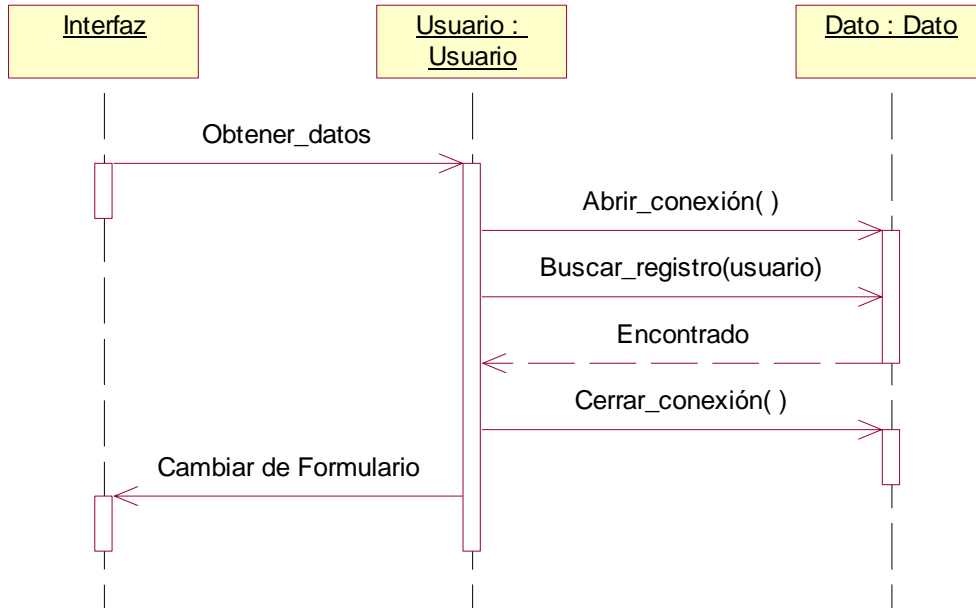 Interfaz
Usuario :
Usuario
Dato : Dato
Obtener_datos
Abrir_conexión( )
Buscar_registro(usuario)
Encontrado
Cerrar_conexión( )
Cambiar de Formulario